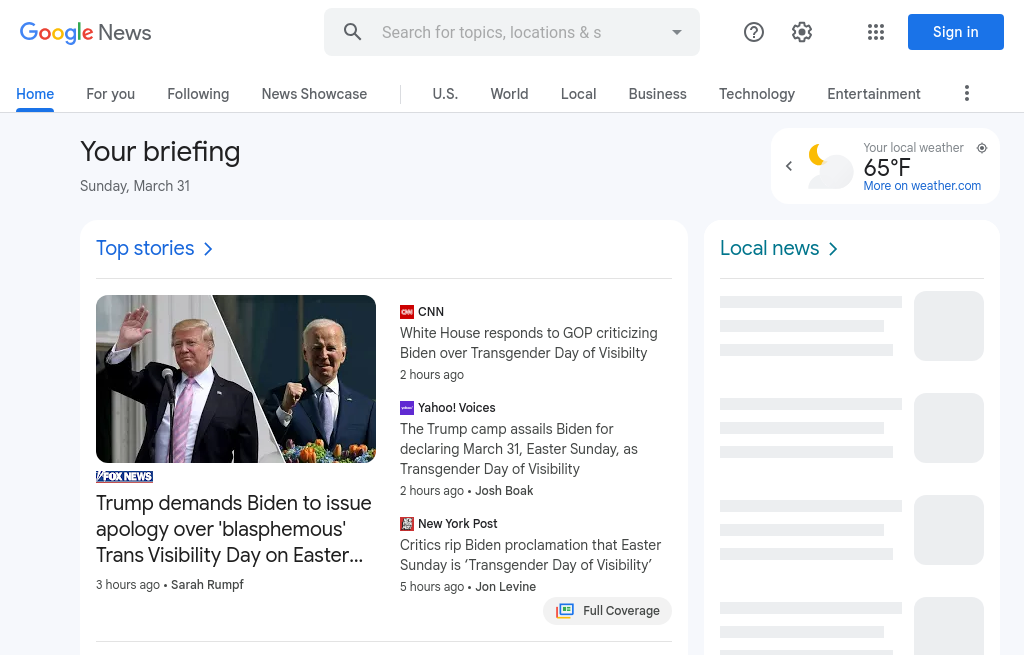 Google News
Search for topics, locations & s
Sign in
Home
For you
Following
News Showcase
U.S.
World
Local
Business
Technology
Entertainment
Your briefing
Sunday, March 31
Your local weather
65°F
More on weather.com
Top stories
FOX NEWS
Trump demands Biden to issue
apology over 'blasphemous'
Trans Visibility Day on Easter...
3 hours ago • Sarah Rumpf
CNN
White House responds to GOP criticizing
Biden over Transgender Day of Visibilty
2 hours ago
Yahoo! Voices
The Trump camp assails Biden for
declaring March 31, Easter Sunday, as
Transgender Day of Visibility
2 hours ago • Josh Boak
New York Post
Critics rip Biden proclamation that Easter
Sunday is ‘Transgender Day of Visibility’
5 hours ago • Jon Levine
Full Coverage
Local news